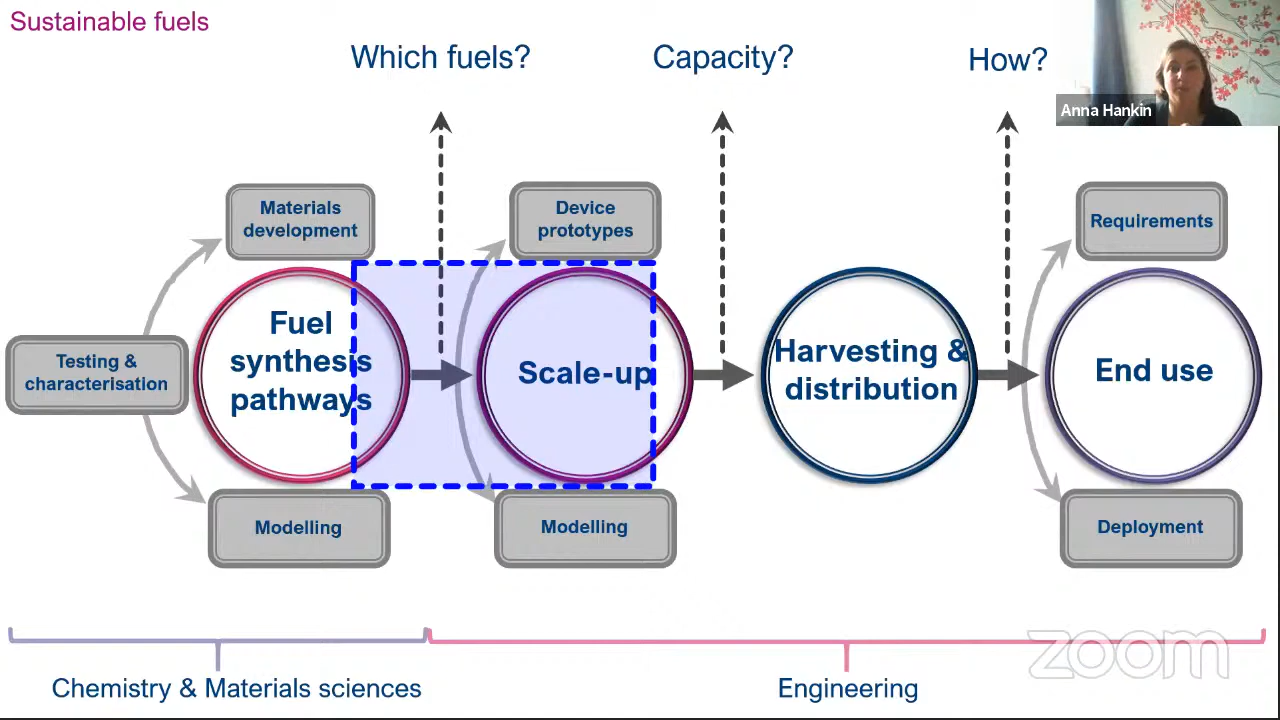 Sustainable fuels
Which fuels?
Capacity?
How?
Anna Hankin
Materials
development
Device
prototypes
Requirements
Testing &
characterisation
Fuel
synthesis
pathways
Scale-up
Harvesting &
distribution
End use
Modelling
Modelling
Deployment
zoom
Chemistry & Materials sciences
Engineering